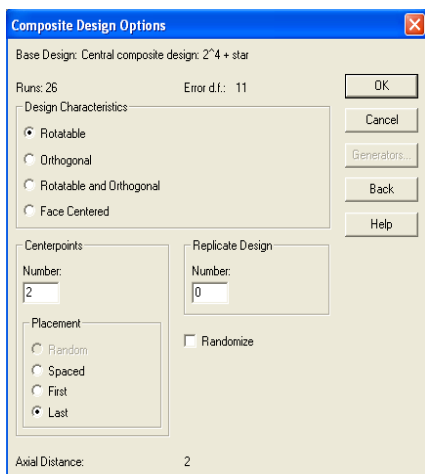 Composite Design Options
Base Design: Central composite design: 2^4 + star
Runs: 26 Error d.f.: 11
OK
Cancel
Generators...
Back
Help
Design Characteristics
Rotatable
Orthogonal
Rotatable and Orthogonal
Face Centered
Centerpoints
Number:
2
Placement
Random
Spaced
First
Last
Replicate Design
Number:
0
Randomize
Axial Distance: 2